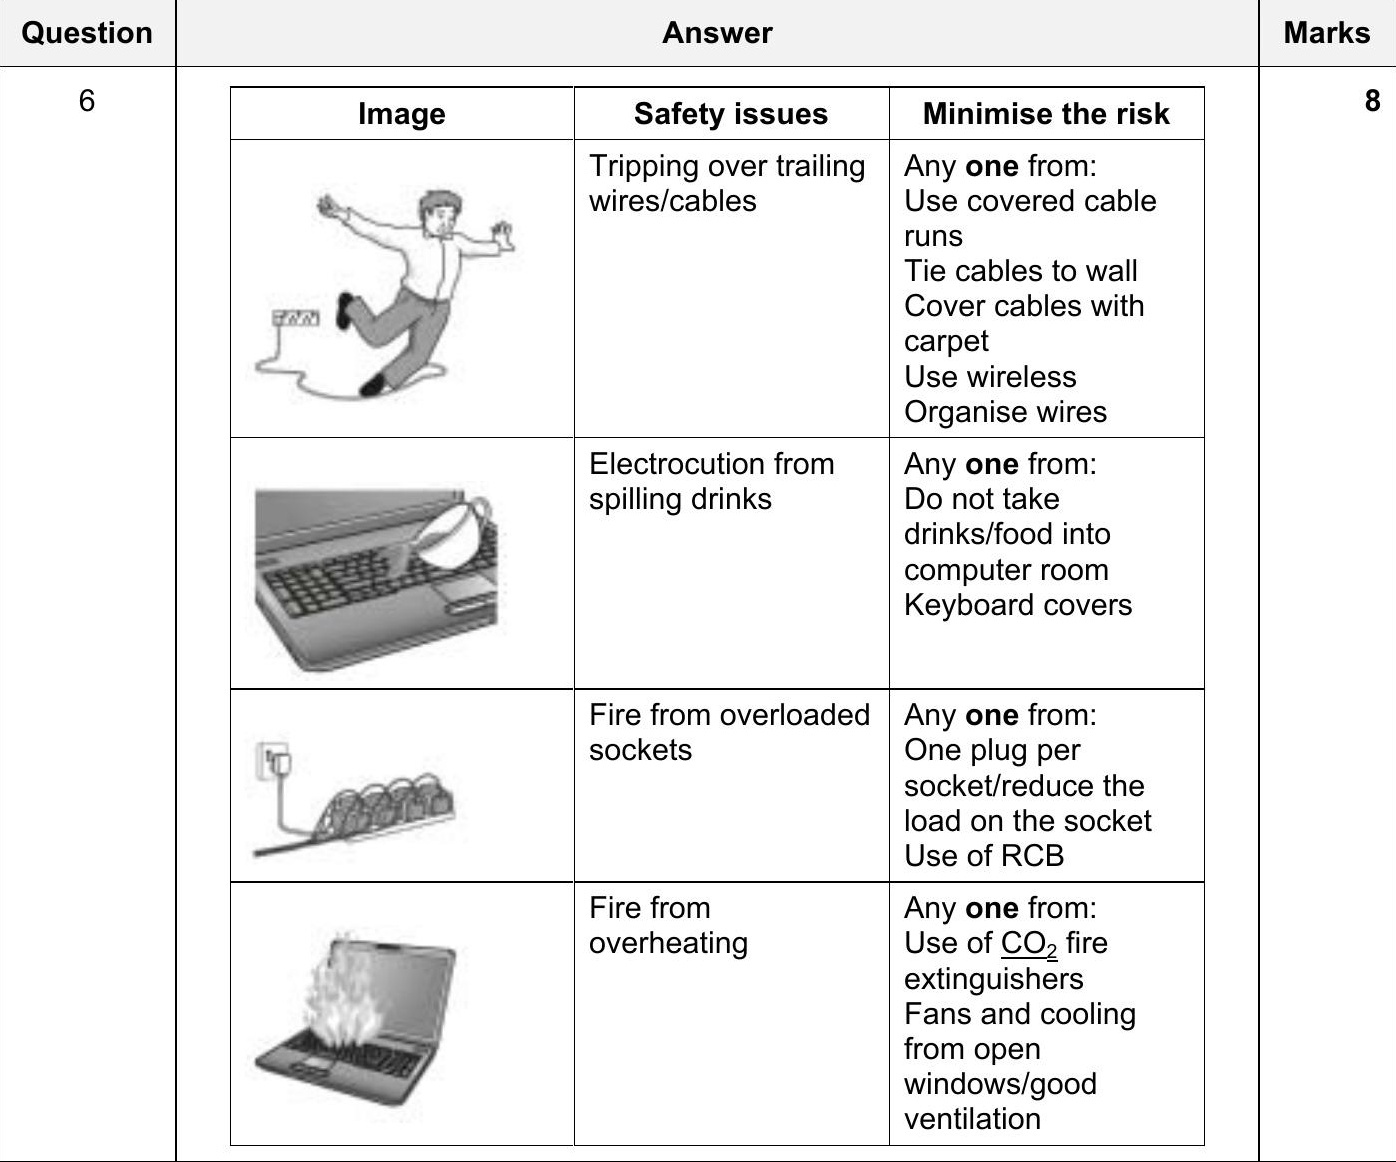 Question Answer Marks
6 8
Image Safety issues Minimise the risk
Tripping over trailing
wires/cables
Any one from:
Use covered cable
runs
Tie cables to wall
Cover cables with
carpet
Use wireless
Organise wires
Electrocution from
spilling drinks
Any one from:
Do not take
drinks/food into
computer room
Keyboard covers
Fire from overloaded
sockets
Any one from:
One plug per
socket/reduce the
load on the socket
Use of RCB
Fire from
overheating
Any one from:
Use of CO₂ fire
extinguishers
Fans and cooling
from open
windows/good
ventilation